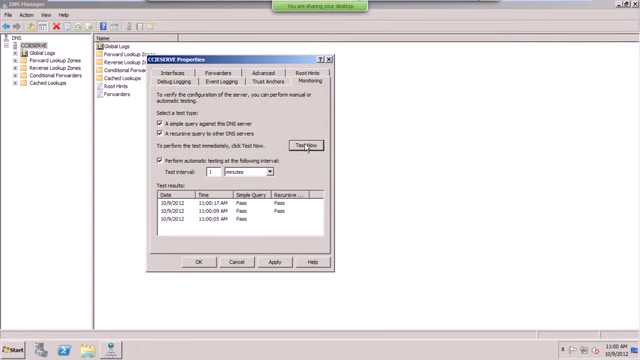 You are sharing your desktop
DNS Manager
File Action View Help
DNS
CCIESERVE
Global Logs
Forward Lookup Zones
Reverse Lookup Zones
Conditional Forwarders
Cached Lookups
Name
Global Logs
Forward Lookup Zones
Reverse Lookup Zo
Conditional Forward
Cached Lookups
Root Hints
Forwarders
CCIESERVE Properties
Interfaces Forwarders Advanced Root Hints
Debug Logging Event Logging Trust Anchors Monitoring
To verify the configuration of the server, you can perform manual or
automatic testing.
Select a test type:
A simple query against this DNS server
A recursive query to other DNS servers
To perform the test immediately, click Test Now. Test Now
Perform automatic testing at the following interval:
Test interval: 1 minutes
Test results:
Date Time Simple Query Recursive ...
10/9/2012 11:00:17 AM Pass Pass
10/9/2012 11:00:09 AM Pass Pass
10/9/2012 11:00:05 AM Pass
OK Cancel Apply Help
Start
11:00 AM
10/9/2012